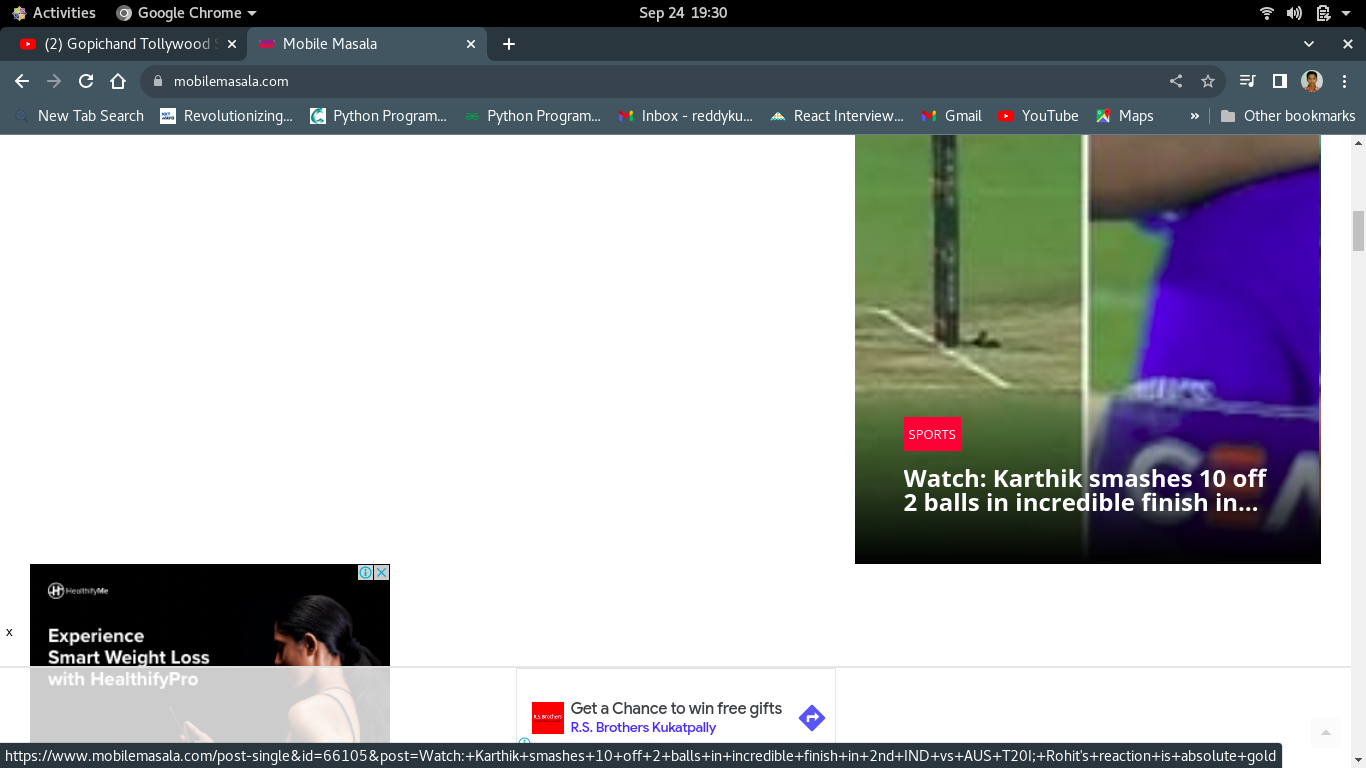 Activities
Google Chrome
Sep 24 19:30
(2) Gopichand Tollywood
Mobile Masala
mobilemasala.com
New Tab Search
Revolutionizing...
Python Program...
Python Program...
Inbox - reddyku...
React Interview...
Gmail
YouTube
Maps
»
Other bookmarks
SPORTS
Watch: Karthik smashes 10 off
2 balls in incredible finish in...
HealthifyMe
Experience
Smart Weight Loss
with HealthifyPro
x
R.S. Brothers
Get a Chance to win free gifts
R.S. Brothers Kukatpally
https://www.mobilemasala.com/post-single&id=66105&post=Watch:+Karthik+smashes+10+off+2+balls+in+incredible+finish+in+2nd+IND+vs+AUS+T20I;+Rohit's+reaction+is+absolute+gold